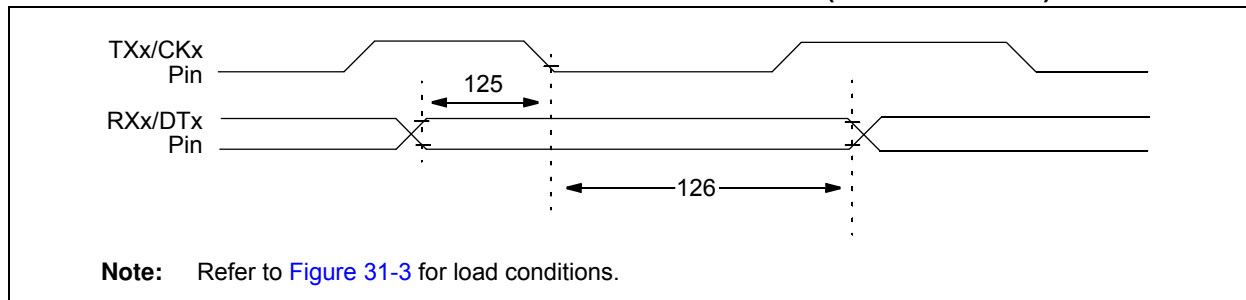 TXx/CKx
Pin
125
RXx/DTx
Pin
126
Note: Refer to Figure 31-3 for load conditions.